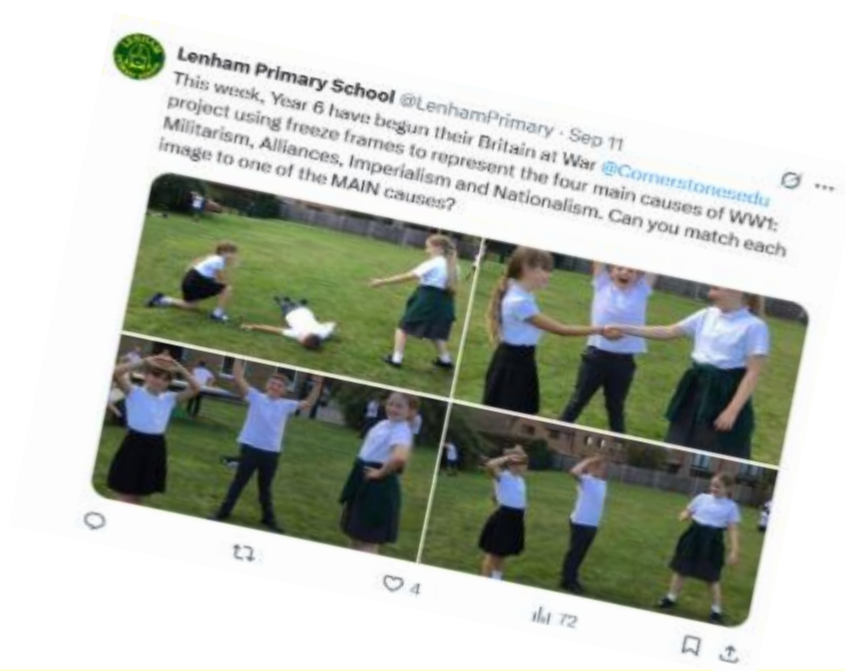 Lenham Primary School @LenhamPrimary · Sep 11
This week, Year 6 have begun their Britain at War @Cornerstonesedu
project using freeze frames to represent the four main causes of WW1:
Militarism, Alliances, Imperialism and Nationalism. Can you match each
image to one of the MAIN causes?
4
72